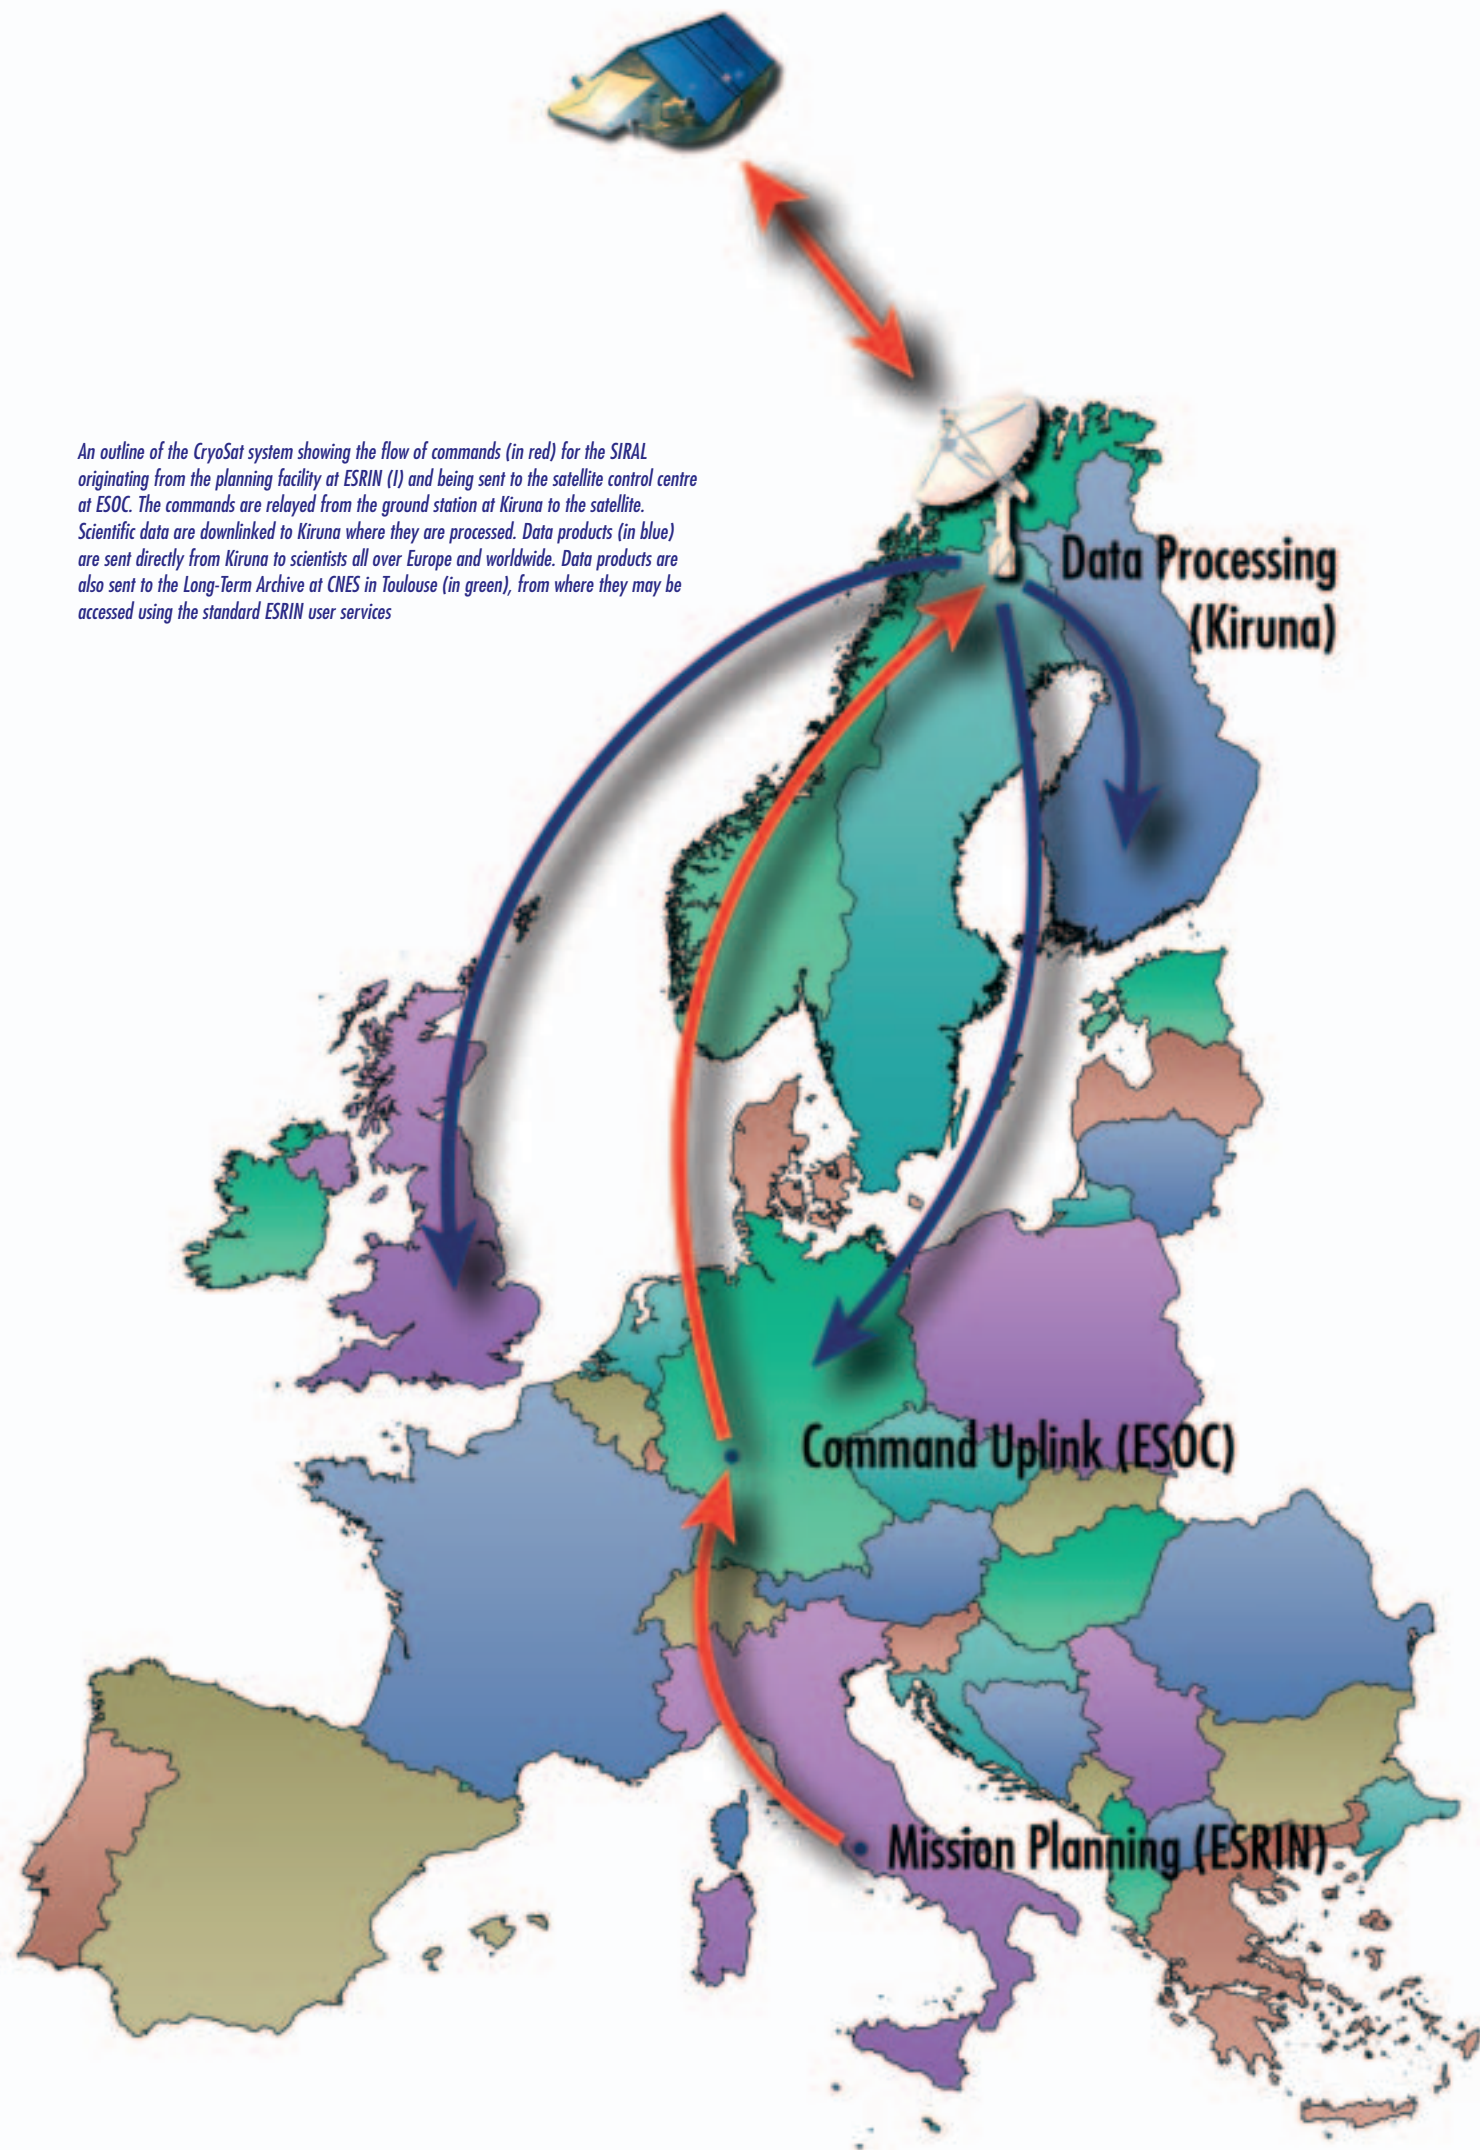 An outline of the CryoSat system showing the flow of commands (in red) for the SIRAL
originating from the planning facility at ESRIN (I) and being sent to the satellite control centre
at ESOC. The commands are relayed from the ground station at Kiruna to the satellite.
Scientific data are downlinked to Kiruna where they are processed. Data products (in blue)
are sent directly from Kiruna to scientists all over Europe and worldwide. Data products are
also sent to the Long-Term Archive at CNES in Toulouse (in green), from where they may be
accessed using the standard ESRIN user services
Data Processing
(Kiruna)
Command Uplink (ESOC)
Mission Planning (ESRIN)